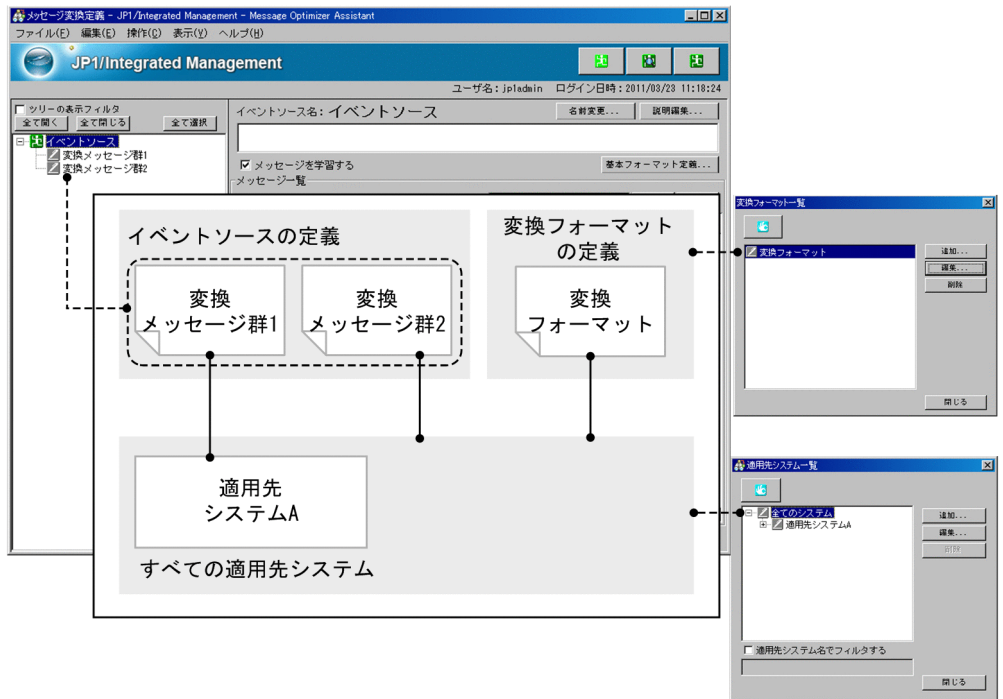 メッセージ変換定義 - JP1/Integrated Management - Message Optimizer Assistant
ファイル(F) 編集(E) 操作(C) 表示(V) ヘルプ(H)
JP1/Integrated Management
ユーザ名：jp1admin ログイン日時：2011/03/23 11:18:24
ツリーの表示フィルタ
全て開く 全て閉じる 全て選択
イベントソース
変換メッセージ群1
変換メッセージ群2
イベントソース名：イベントソース 名前変更... 説明編集...
メッセージを学習する 基本フォーマット定義...
メッセージ一覧
イベントソースの定義
変換
メッセージ群1
変換
メッセージ群2
変換フォーマット
の定義
変換
フォーマット
適用先
システムA
すべての適用先システム
変換フォーマット一覧
変換フォーマット
追加...
編集...
削除
閉じる
適用先システム一覧
全てのシステム
適用先システムA
追加...
編集...
削除
適用先システム名でフィルタする
閉じる